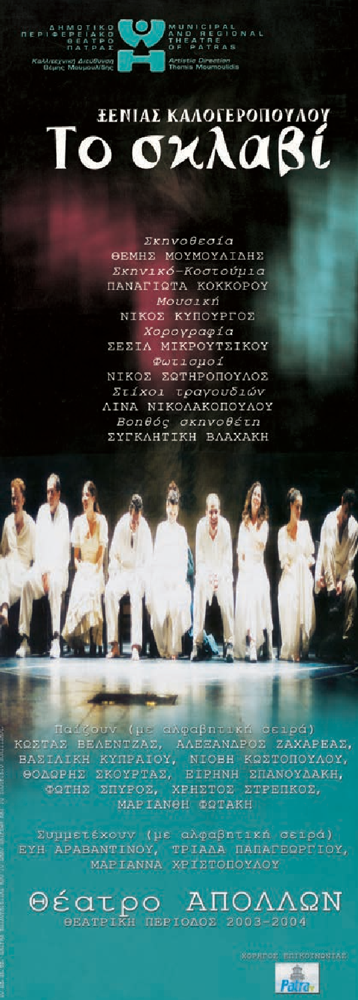 ΔΗΜΟΤΙΚΟ
ΠΕΡΙΦΕΡΕΙΑΚΟ
ΘΕΑΤΡΟ
ΠΑΤΡΑΣ
Καλλιτεχνική Διεύθυνση
Θέμης Μουμουλίδης
MUNICIPAL
AND REGIONAL
THEATRE
OF PATRAS
Artistic Direction
Themis Moumoulidis
ΞΕΝΙΑΣ ΚΑΛΟΓΕΡΟΠΟΥΛΟΥ
Το σκλαβί
Σκηνοθεσία
ΘΕΜΗΣ ΜΟΥΜΟΥΛΙΔΗΣ
Σκηνικό-Κοστούμια
ΠΑΝΑΓΙΩΤΑ ΚΟΚΚΟΡΟΥ
Μουσική
ΝΙΚΟΣ ΚΥΠΟΥΡΓΟΣ
Χορογραφία
ΣΕΣΙΛ ΜΙΚΡΟΥΤΣΙΚΟΥ
Φωτισμοί
ΝΙΚΟΣ ΣΩΤΗΡΟΠΟΥΛΟΣ
Στίχοι τραγουδιών
ΛΙΝΑ ΝΙΚΟΛΑΚΟΠΟΥΛΟΥ
Βοηθός σκηνοθέτη
ΣΥΓΚΛΗΤΙΚΗ ΒΛΑΧΑΚΗ
Παίζουν (με αλφαβητική σειρά)
ΚΩΣΤΑΣ ΒΕΛΕΝΤΖΑΣ, ΑΛΕΞΑΝΔΡΟΣ ΖΑΧΑΡΕΑΣ,
ΒΑΣΙΛΙΚΗ ΚΥΠΡΑΙΟΥ, ΝΙΟΒΗ ΚΩΣΤΟΠΟΥΛΟΥ,
ΘΟΔΩΡΗΣ ΣΚΟΥΡΤΑΣ, ΕΙΡΗΝΗ ΣΠΑΝΟΥΔΑΚΗ,
ΦΩΤΗΣ ΣΠΥΡΟΣ, ΧΡΗΣΤΟΣ ΣΤΡΕΠΚΟΣ,
ΜΑΡΙΑΝΘΗ ΦΩΤΑΚΗ
Συμμετέχουν (με αλφαβητική σειρά)
ΕΥΗ ΑΡΑΒΑΝΤΙΝΟΥ, ΤΡΙΑΔΑ ΠΑΠΑΓΕΩΡΓΙΟΥ,
ΜΑΡΙΑΝΝΑ ΧΡΙΣΤΟΠΟΥΛΟΥ
Θέατρο ΑΠΟΛΛΩΝ
ΘΕΑΤΡΙΚΗ ΠΕΡΙΟΔΟΣ 2003-2004
ΧΟΡΗΓΟΣ ΕΠΙΚΟΙΝΩΝΙΑΣ
Patra